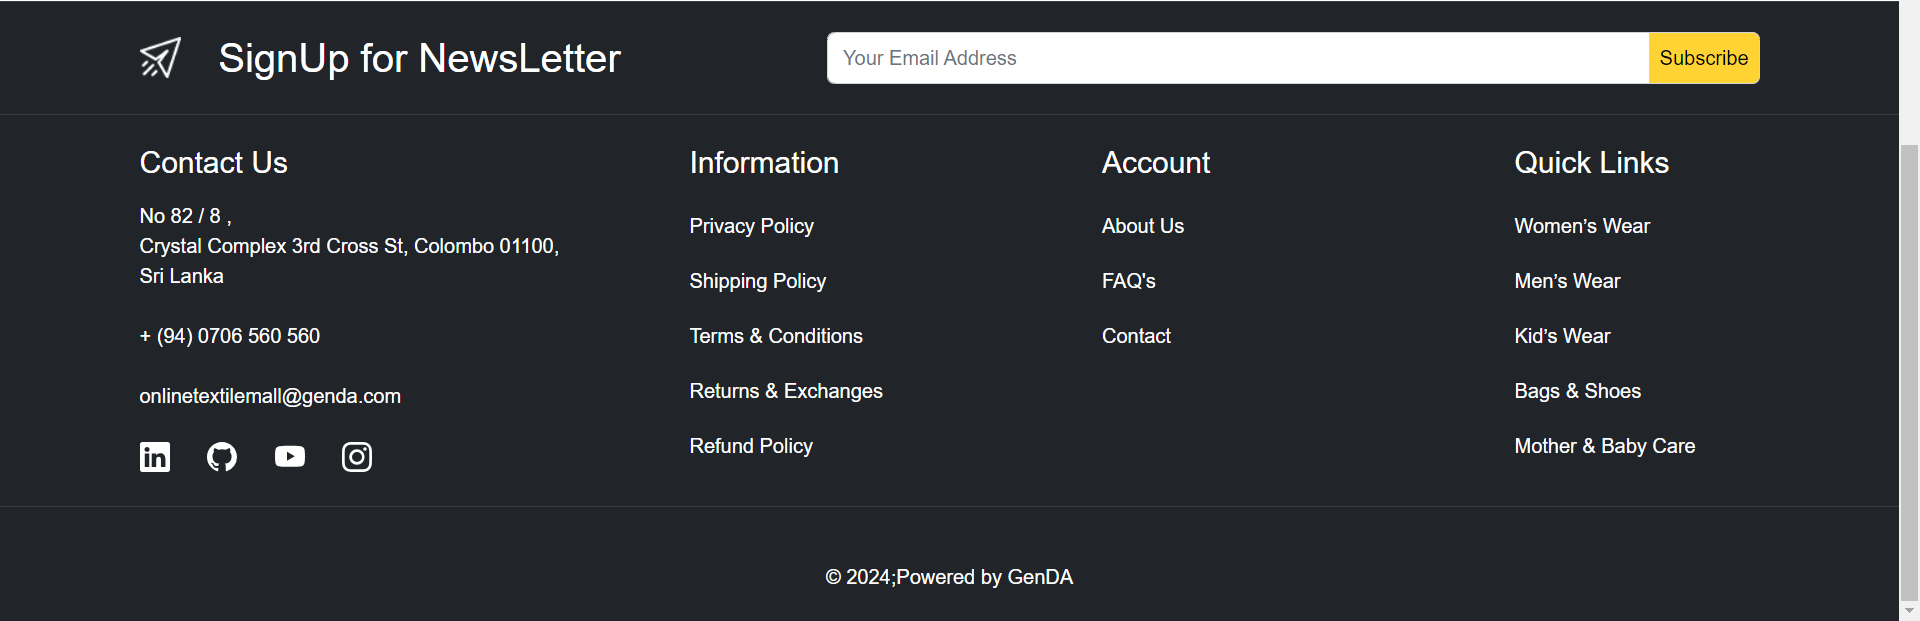 SignUp for NewsLetter
Your Email Address
Subscribe
Contact Us
No 82 / 8 ,
Crystal Complex 3rd Cross St, Colombo 01100,
Sri Lanka
+ (94) 0706 560 560
onlinetextilemall@genda.com
in
Information
Privacy Policy
Shipping Policy
Terms & Conditions
Returns & Exchanges
Refund Policy
Account
About Us
FAQ's
Contact
Quick Links
Women’s Wear
Men’s Wear
Kid’s Wear
Bags & Shoes
Mother & Baby Care
© 2024;Powered by GenDA